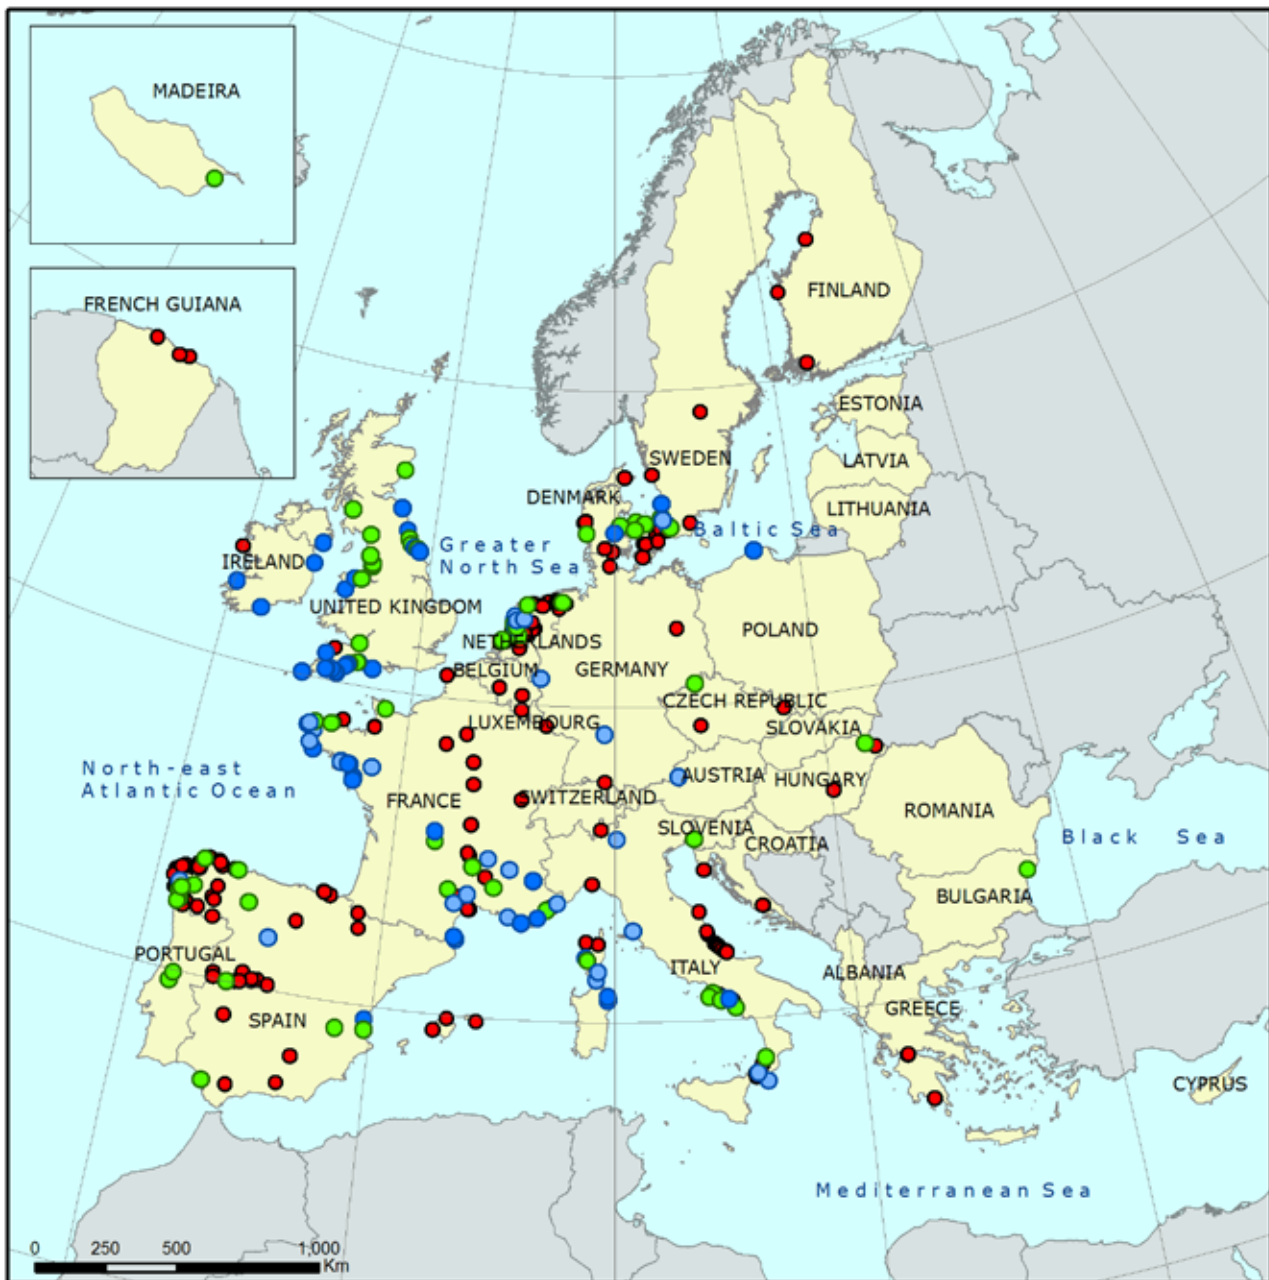 MADEIRA
FRENCH GUIANA
FINLAND
ESTONIA
SWEDEN
LATVIA
DENMARK
LITHUANIA
Baltic Sea
Greater
North Sea
IRELAND
UNITED KINGDOM
NETHERLANDS
POLAND
BELGIUM
GERMANY
CZECH REPUBLIC
LUXEMBOURG
SLOVAKIA
North-east
Atlantic Ocean
AUSTRIA
HUNGARY
FRANCE
SWITZERLAND
ROMANIA
SLOVENIA
CROATIA
Black Sea
BULGARIA
PORTUGAL
ITALY
ALBANIA
GREECE
SPAIN
CYPRUS
Mediterranean Sea
0 250 500 1,000
Km